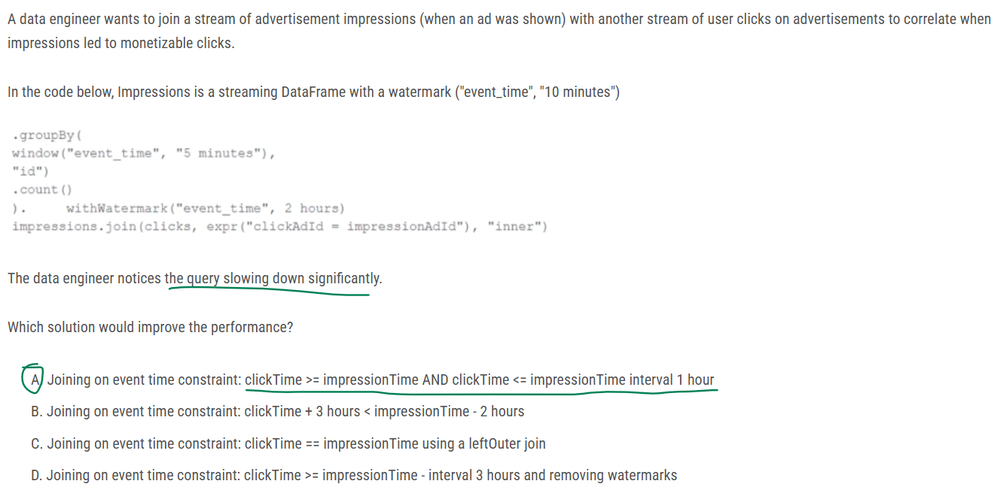 A data engineer wants to join a stream of advertisement impressions (when an ad was shown) with another stream of user clicks on advertisements to correlate when
impressions led to monetizable clicks.
In the code below, Impressions is a streaming DataFrame with a watermark ("event_time", "10 minutes")
.groupBy(
window("event_time", "5 minutes"),
"id")
.count()
). withWatermark("event_time", 2 hours)
impressions.join(clicks, expr("clickAdId = impressionAdId"), "inner")
The data engineer notices the query slowing down significantly.
Which solution would improve the performance?
A. Joining on event time constraint: clickTime >= impressionTime AND clickTime <= impressionTime interval 1 hour
B. Joining on event time constraint: clickTime + 3 hours < impressionTime - 2 hours
C. Joining on event time constraint: clickTime == impressionTime using a leftOuter join
D. Joining on event time constraint: clickTime >= impressionTime - interval 3 hours and removing watermarks